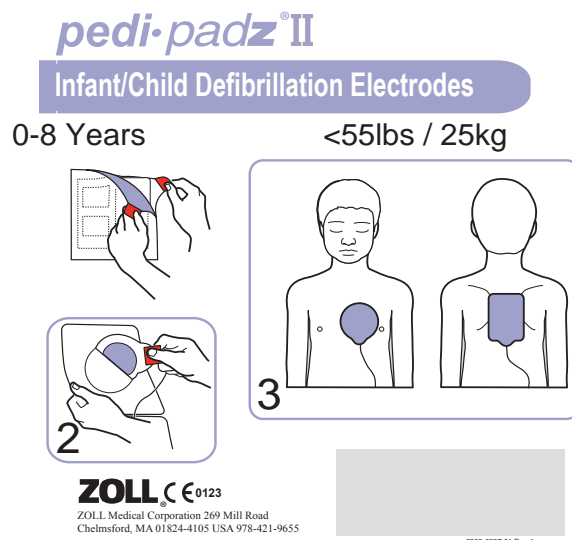 pedi•padz®II
Infant/Child Defibrillation Electrodes
0-8 Years <55lbs / 25kg
2
3
ZOLL® CE 0123
ZOLL Medical Corporation 269 Mill Road
Chelmsford, MA 01824-4105 USA 978-421-9655